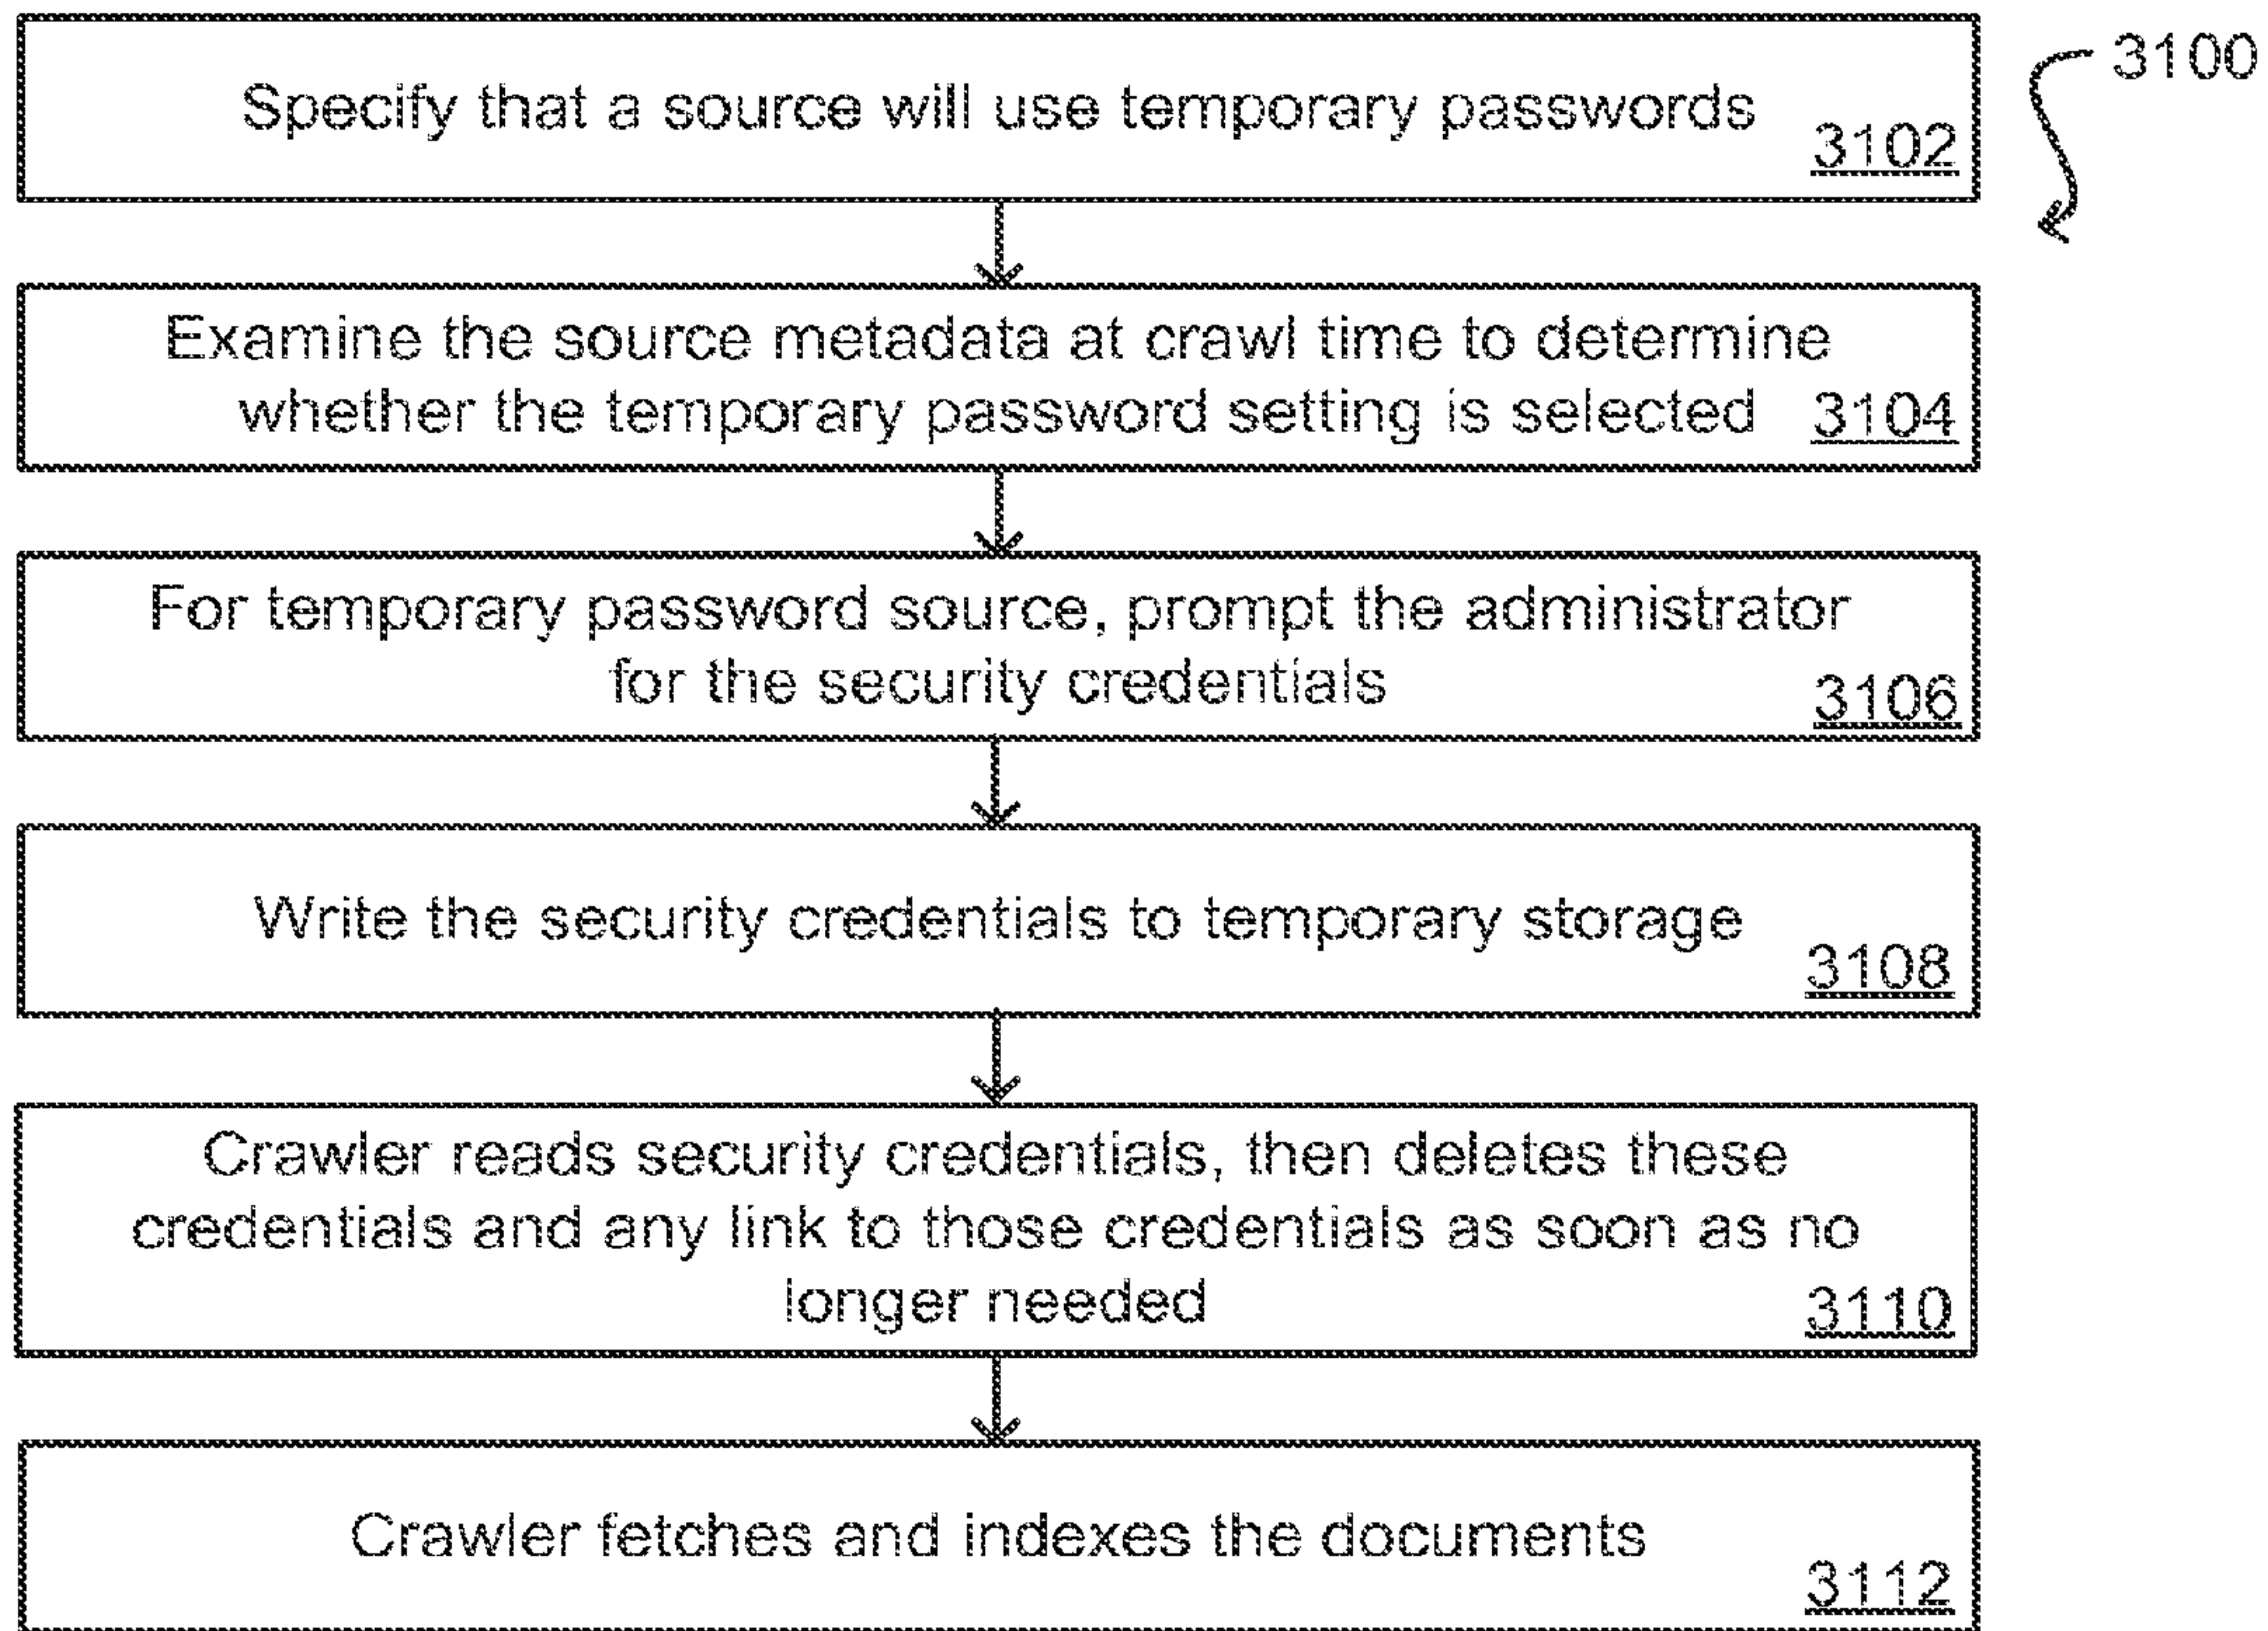 Specify that a source will use temporary passwords
3102
3100
Examine the source metadata at crawl time to determine
whether the temporary password setting is selected 3104
For temporary password source, prompt the administrator
for the security credentials
3106
Write the security credentials to temporary storage
3108
Crawler reads security credentials, then deletes these
credentials and any link to those credentials as soon as no
longer needed
3110
Crawler fetches and indexes the documents
3112